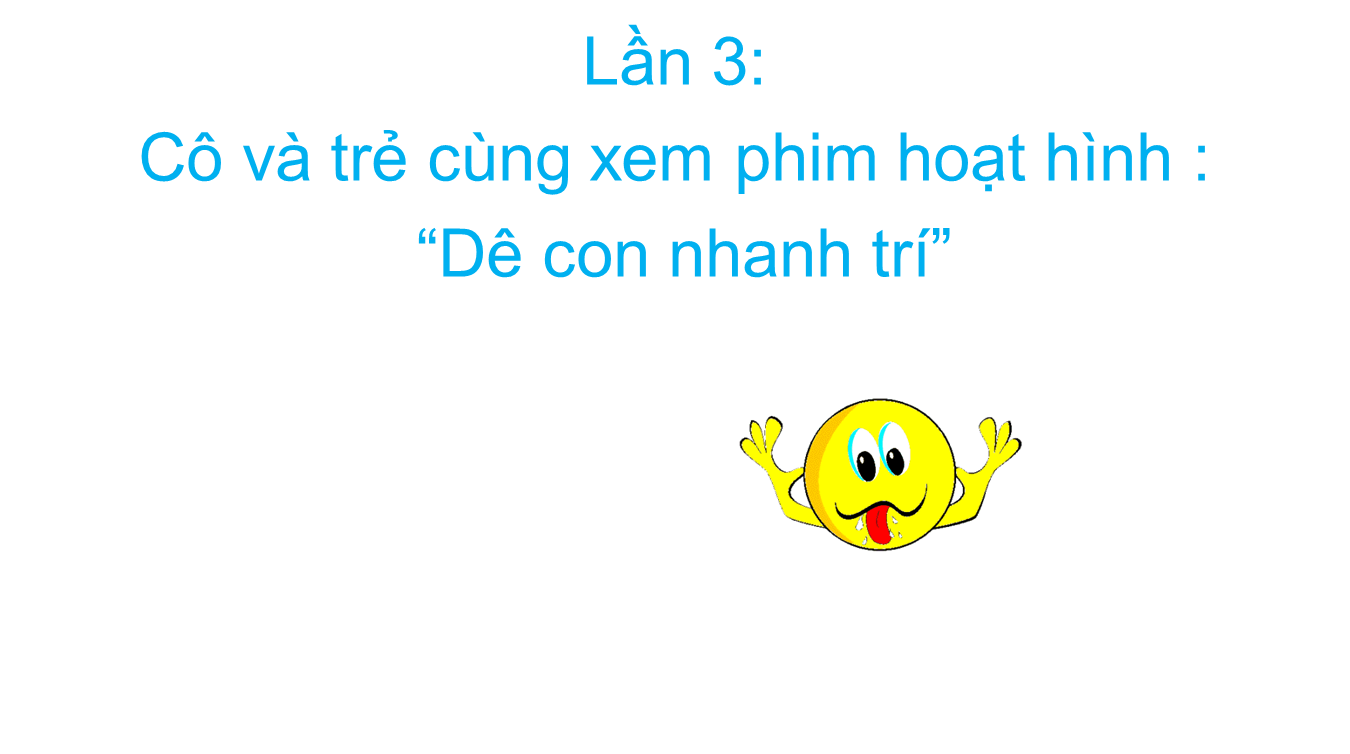 Lần 3:
Cô và trẻ cùng xem phim hoạt hình :
“Dê con nhanh trí”